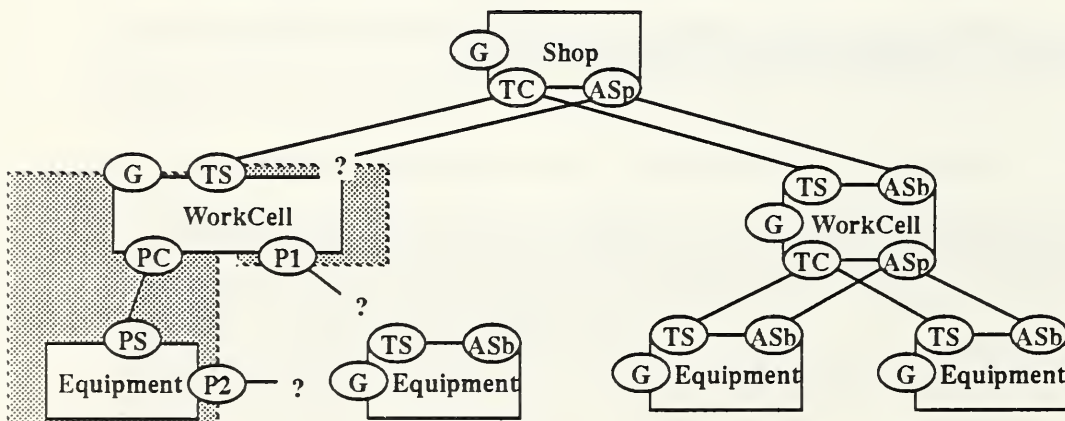 G Shop
TC ASp
G TS ?
WorkCell
PC P1
?
PS
Equipment P2 ?
TS ASb
G Equipment
TS ASb
G WorkCell
TC ASp
TS ASb
G Equipment
TS ASb
G Equipment